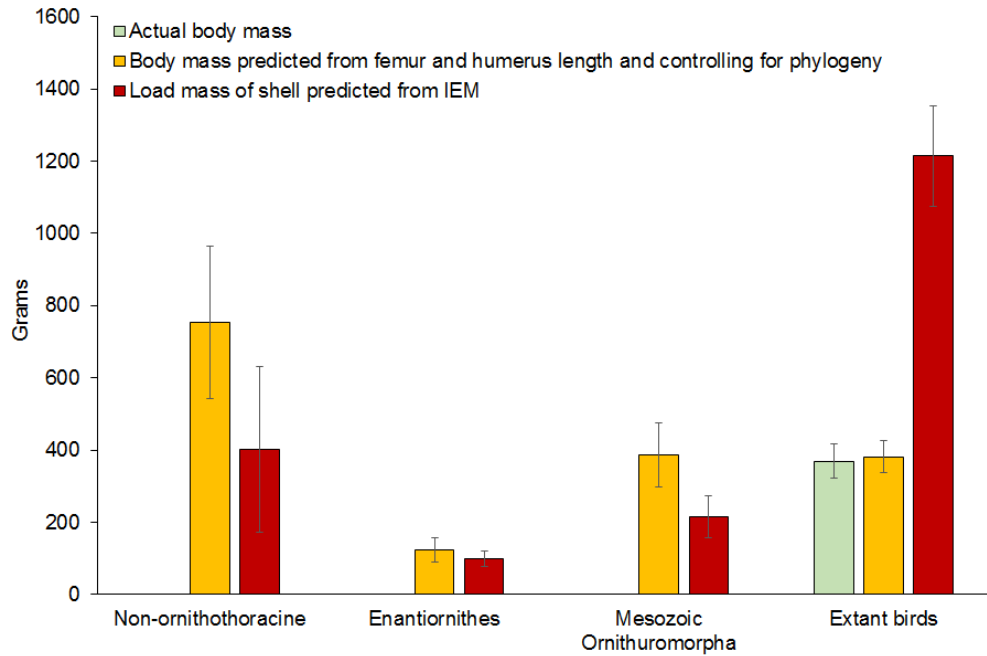 1600
1400
1200
1000
800
600
400
200
0
Grams
Actual body mass
Body mass predicted from femur and humerus length and controlling for phylogeny
Load mass of shell predicted from IEM
Non-ornithothoracine
Enantiornithes
Mesozoic
Ornithuromorpha
Extant birds